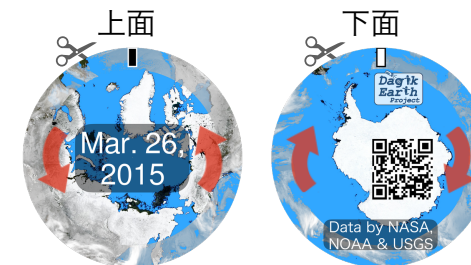 上面
下面
Mar. 26,
2015
Dagik
Earth
Project
Data by NASA,
NOAA & USGS